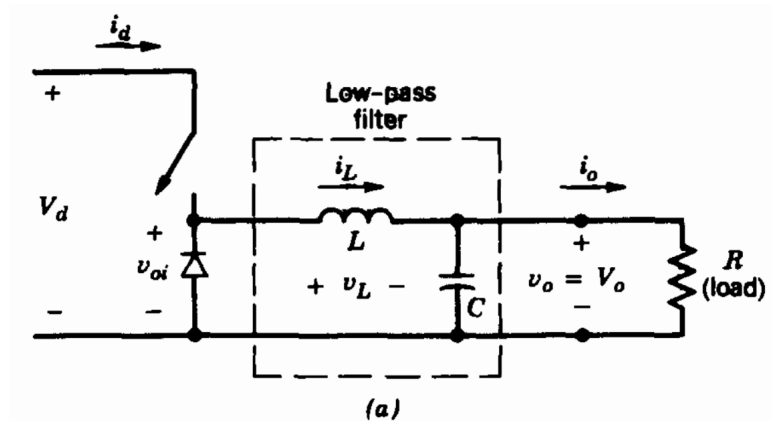 i_d
+
Low-pass
filter
i_L
i_o
V_d
+
L
+
R
(load)
v_oi
+ v_L −
C
v_o = V_o
−
−
−
(a)